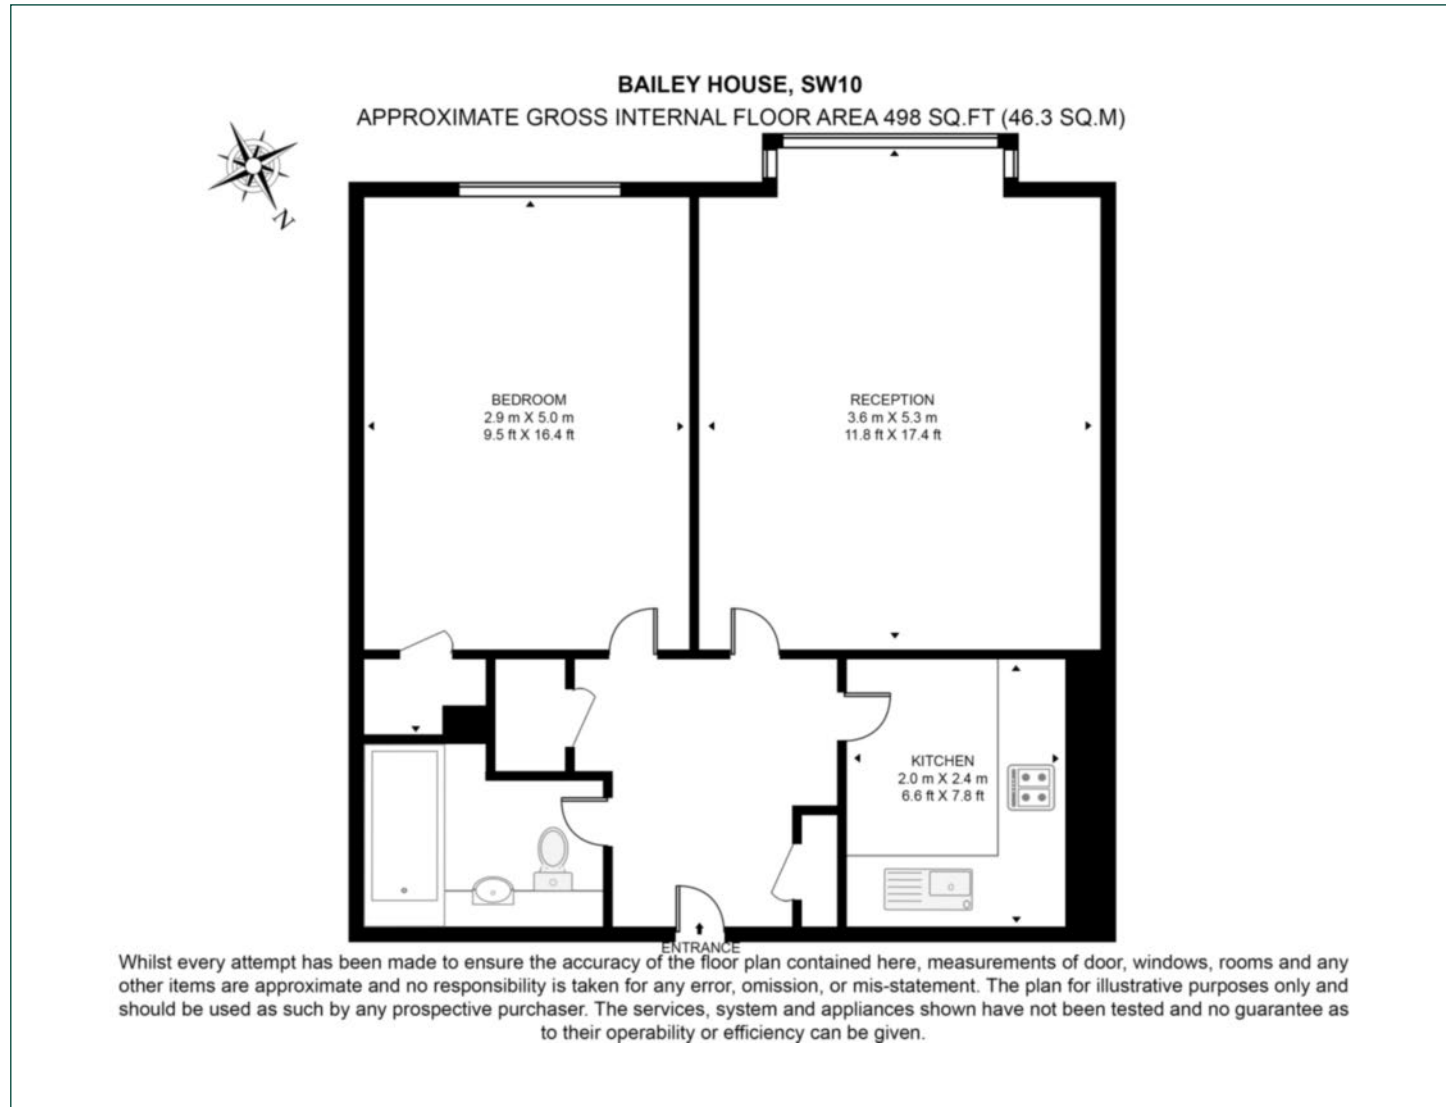 BAILEY HOUSE, SW10
APPROXIMATE GROSS INTERNAL FLOOR AREA 498 SQ.FT (46.3 SQ.M)
N
BEDROOM
2.9 m X 5.0 m
9.5 ft X 16.4 ft
RECEPTION
3.6 m X 5.3 m
11.8 ft X 17.4 ft
KITCHEN
2.0 m X 2.4 m
6.6 ft X 7.8 ft
ENTRANCE
Whilst every attempt has been made to ensure the accuracy of the floor plan contained here, measurements of door, windows, rooms and any
other items are approximate and no responsibility is taken for any error, omission, or mis-statement. The plan for illustrative purposes only and
should be used as such by any prospective purchaser. The services, system and appliances shown have not been tested and no guarantee as
to their operability or efficiency can be given.